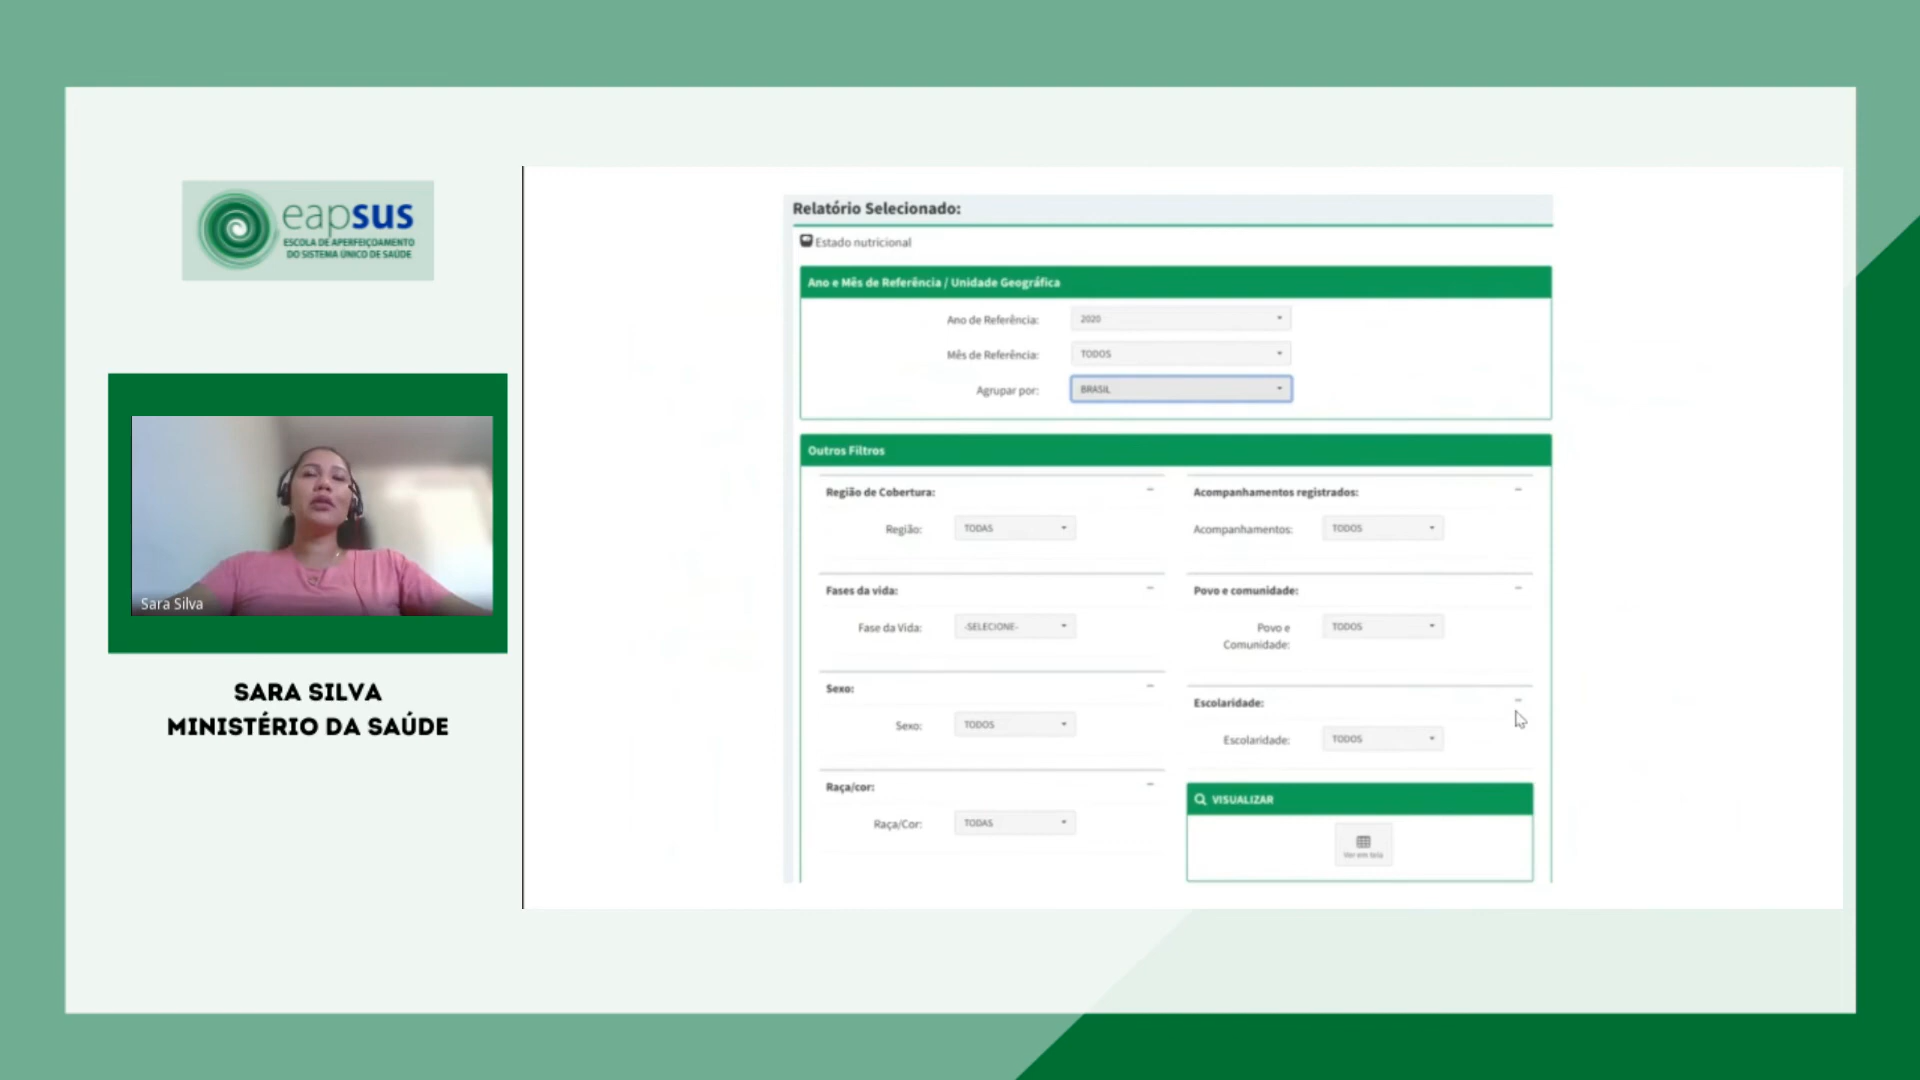 eapsus
ESCOLA DE APERFEIÇOAMENTO
DO SISTEMA ÚNICO DE SAÚDE
Sara Silva
SARA SILVA
MINISTÉRIO DA SAÚDE
Relatório Selecionado:
Estado nutricional
Ano e Mês de Referência / Unidade Geográfica
Ano de Referência: 2020
Mês de Referência: TODOS
Agrupar por: BRASIL
Outros Filtros
Região de Cobertura:
Região: TODAS
Fases da vida:
Fase da Vida: -SELECIONE-
Sexo:
Sexo: TODOS
Raça/cor:
Raça/Cor: TODAS
Acompanhamentos registrados:
Acompanhamentos: TODOS
Povo e comunidade:
Povo e
Comunidade: TODOS
Escolaridade:
Escolaridade: TODOS
VISUALIZAR
Ver em tela